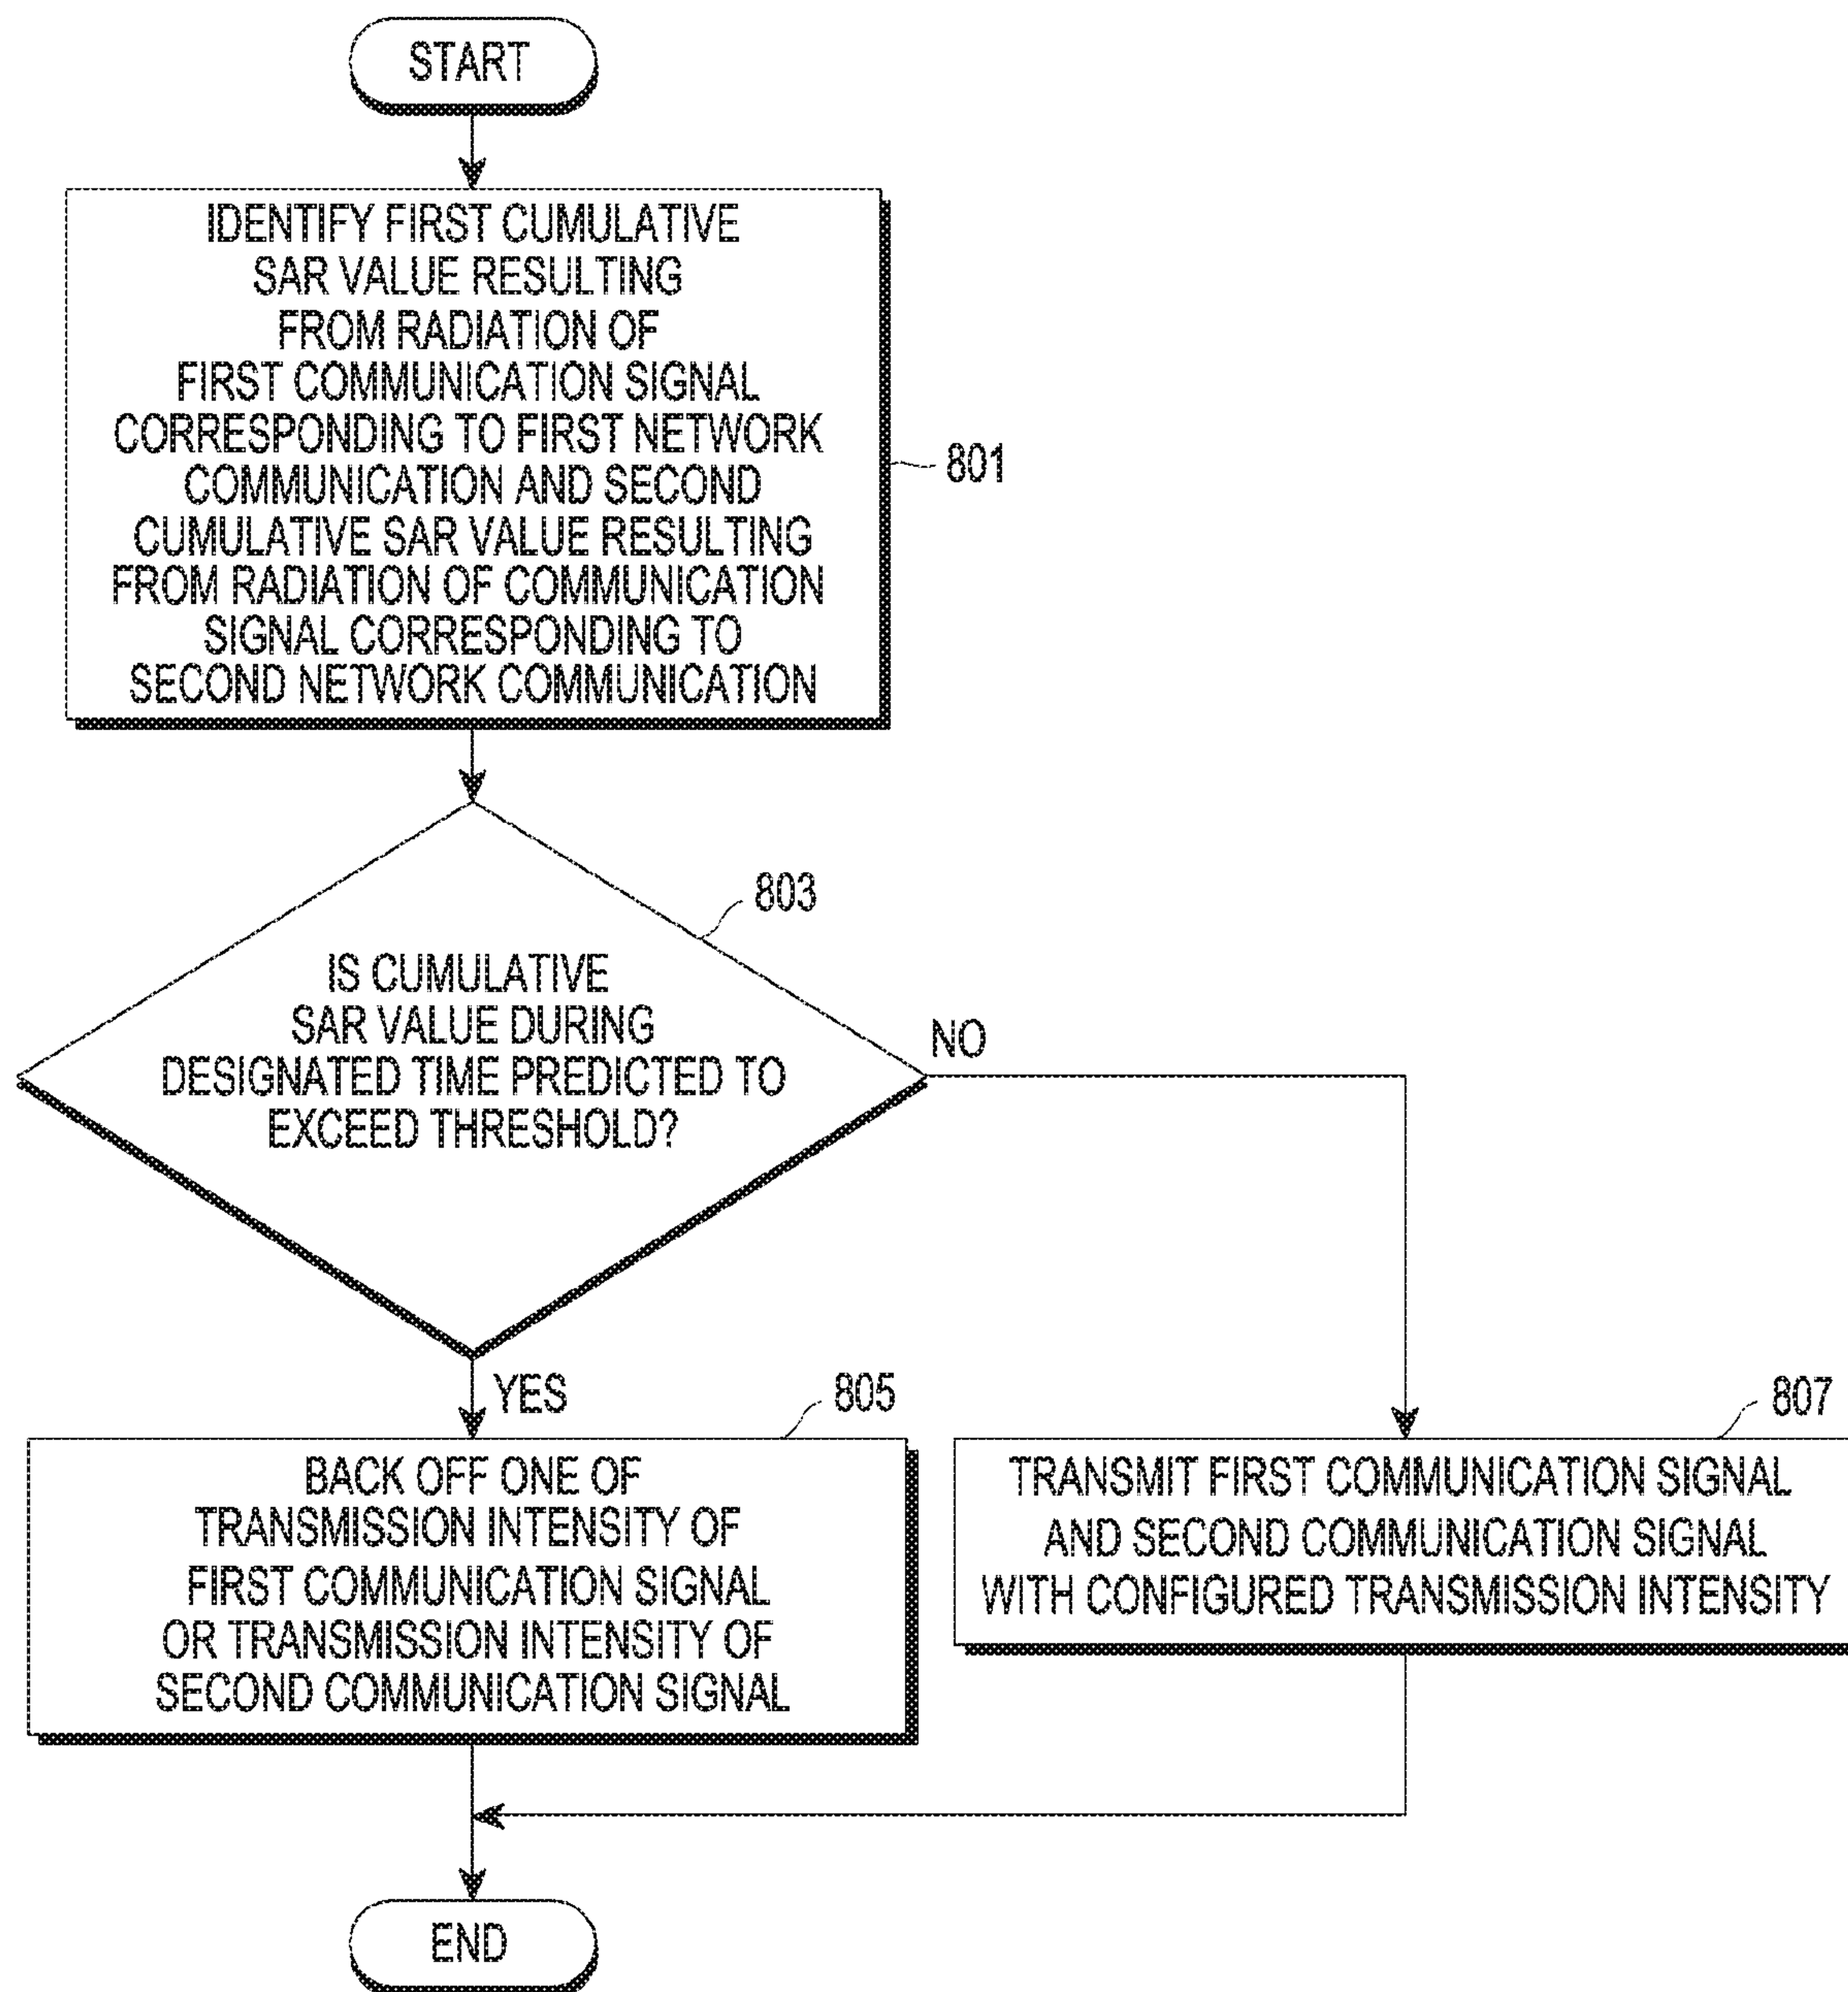 START
IDENTIFY FIRST CUMULATIVE
SAR VALUE RESULTING
FROM RADIATION OF
FIRST COMMUNICATION SIGNAL
CORRESPONDING TO FIRST NETWORK
COMMUNICATION AND SECOND
CUMULATIVE SAR VALUE RESULTING
FROM RADIATION OF COMMUNICATION
SIGNAL CORRESPONDING TO
SECOND NETWORK COMMUNICATION
801
803
IS CUMULATIVE
SAR VALUE DURING
DESIGNATED TIME PREDICTED TO
EXCEED THRESHOLD?
NO
YES
805
BACK OFF ONE OF
TRANSMISSION INTENSITY OF
FIRST COMMUNICATION SIGNAL
OR TRANSMISSION INTENSITY OF
SECOND COMMUNICATION SIGNAL
807
TRANSMIT FIRST COMMUNICATION SIGNAL
AND SECOND COMMUNICATION SIGNAL
WITH CONFIGURED TRANSMISSION INTENSITY
END